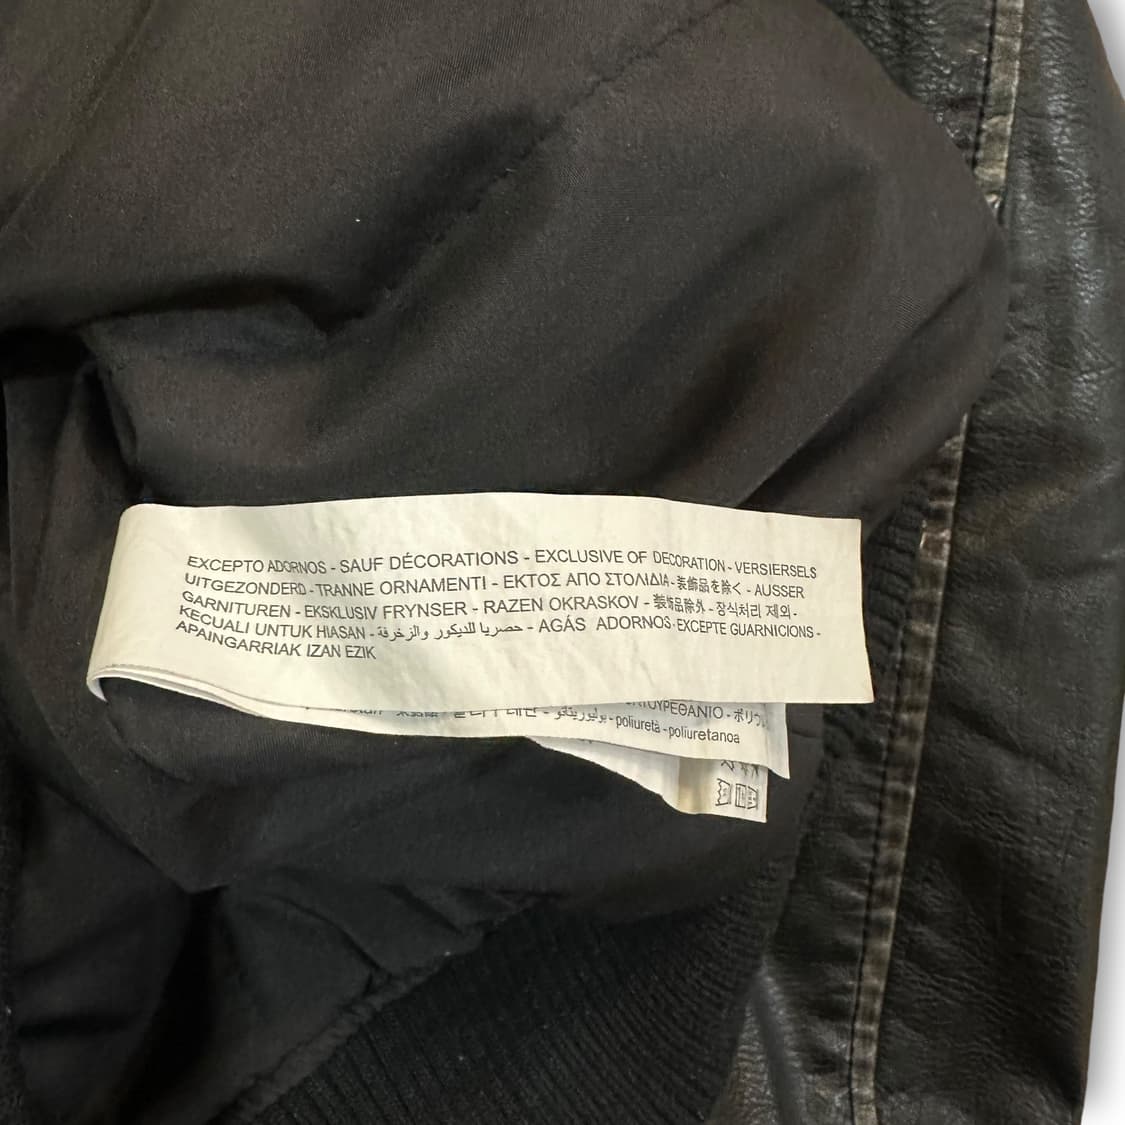 EXCEPTO ADORNOS - SAUF DÉCORATIONS - EXCLUSIVE OF DECORATION - VERSIERSELS
UITGEZONDERD - TRANNE ORNAMENTI - ΕΚΤΟΣ ΑΠΟ ΣΤΟΛΙΔΙΑ - 装飾品を除く - AUSSER
GARNITUREN - EKSKLUSIV FRYNSER - RAZEN OKRASKOV - 装饰品除外 - 장식처리 제외 -
KECUALI UNTUK HIASAN - حصريا للديكور والزخرفة - AGÁS ADORNOS - EXCEPTE GUARNICIONS -
APAINGARRIAK IZAN EZIK
بوليوريثانو - poliuretà - poliuretanoa